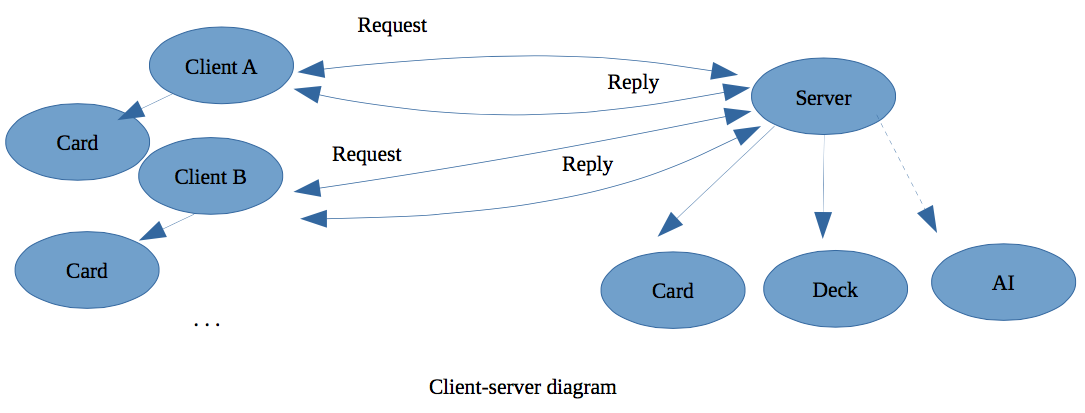 Request
Client A
Reply
Server
Card
Request
Reply
Client B
Card
Card
Deck
AI
. . .
Client-server diagram